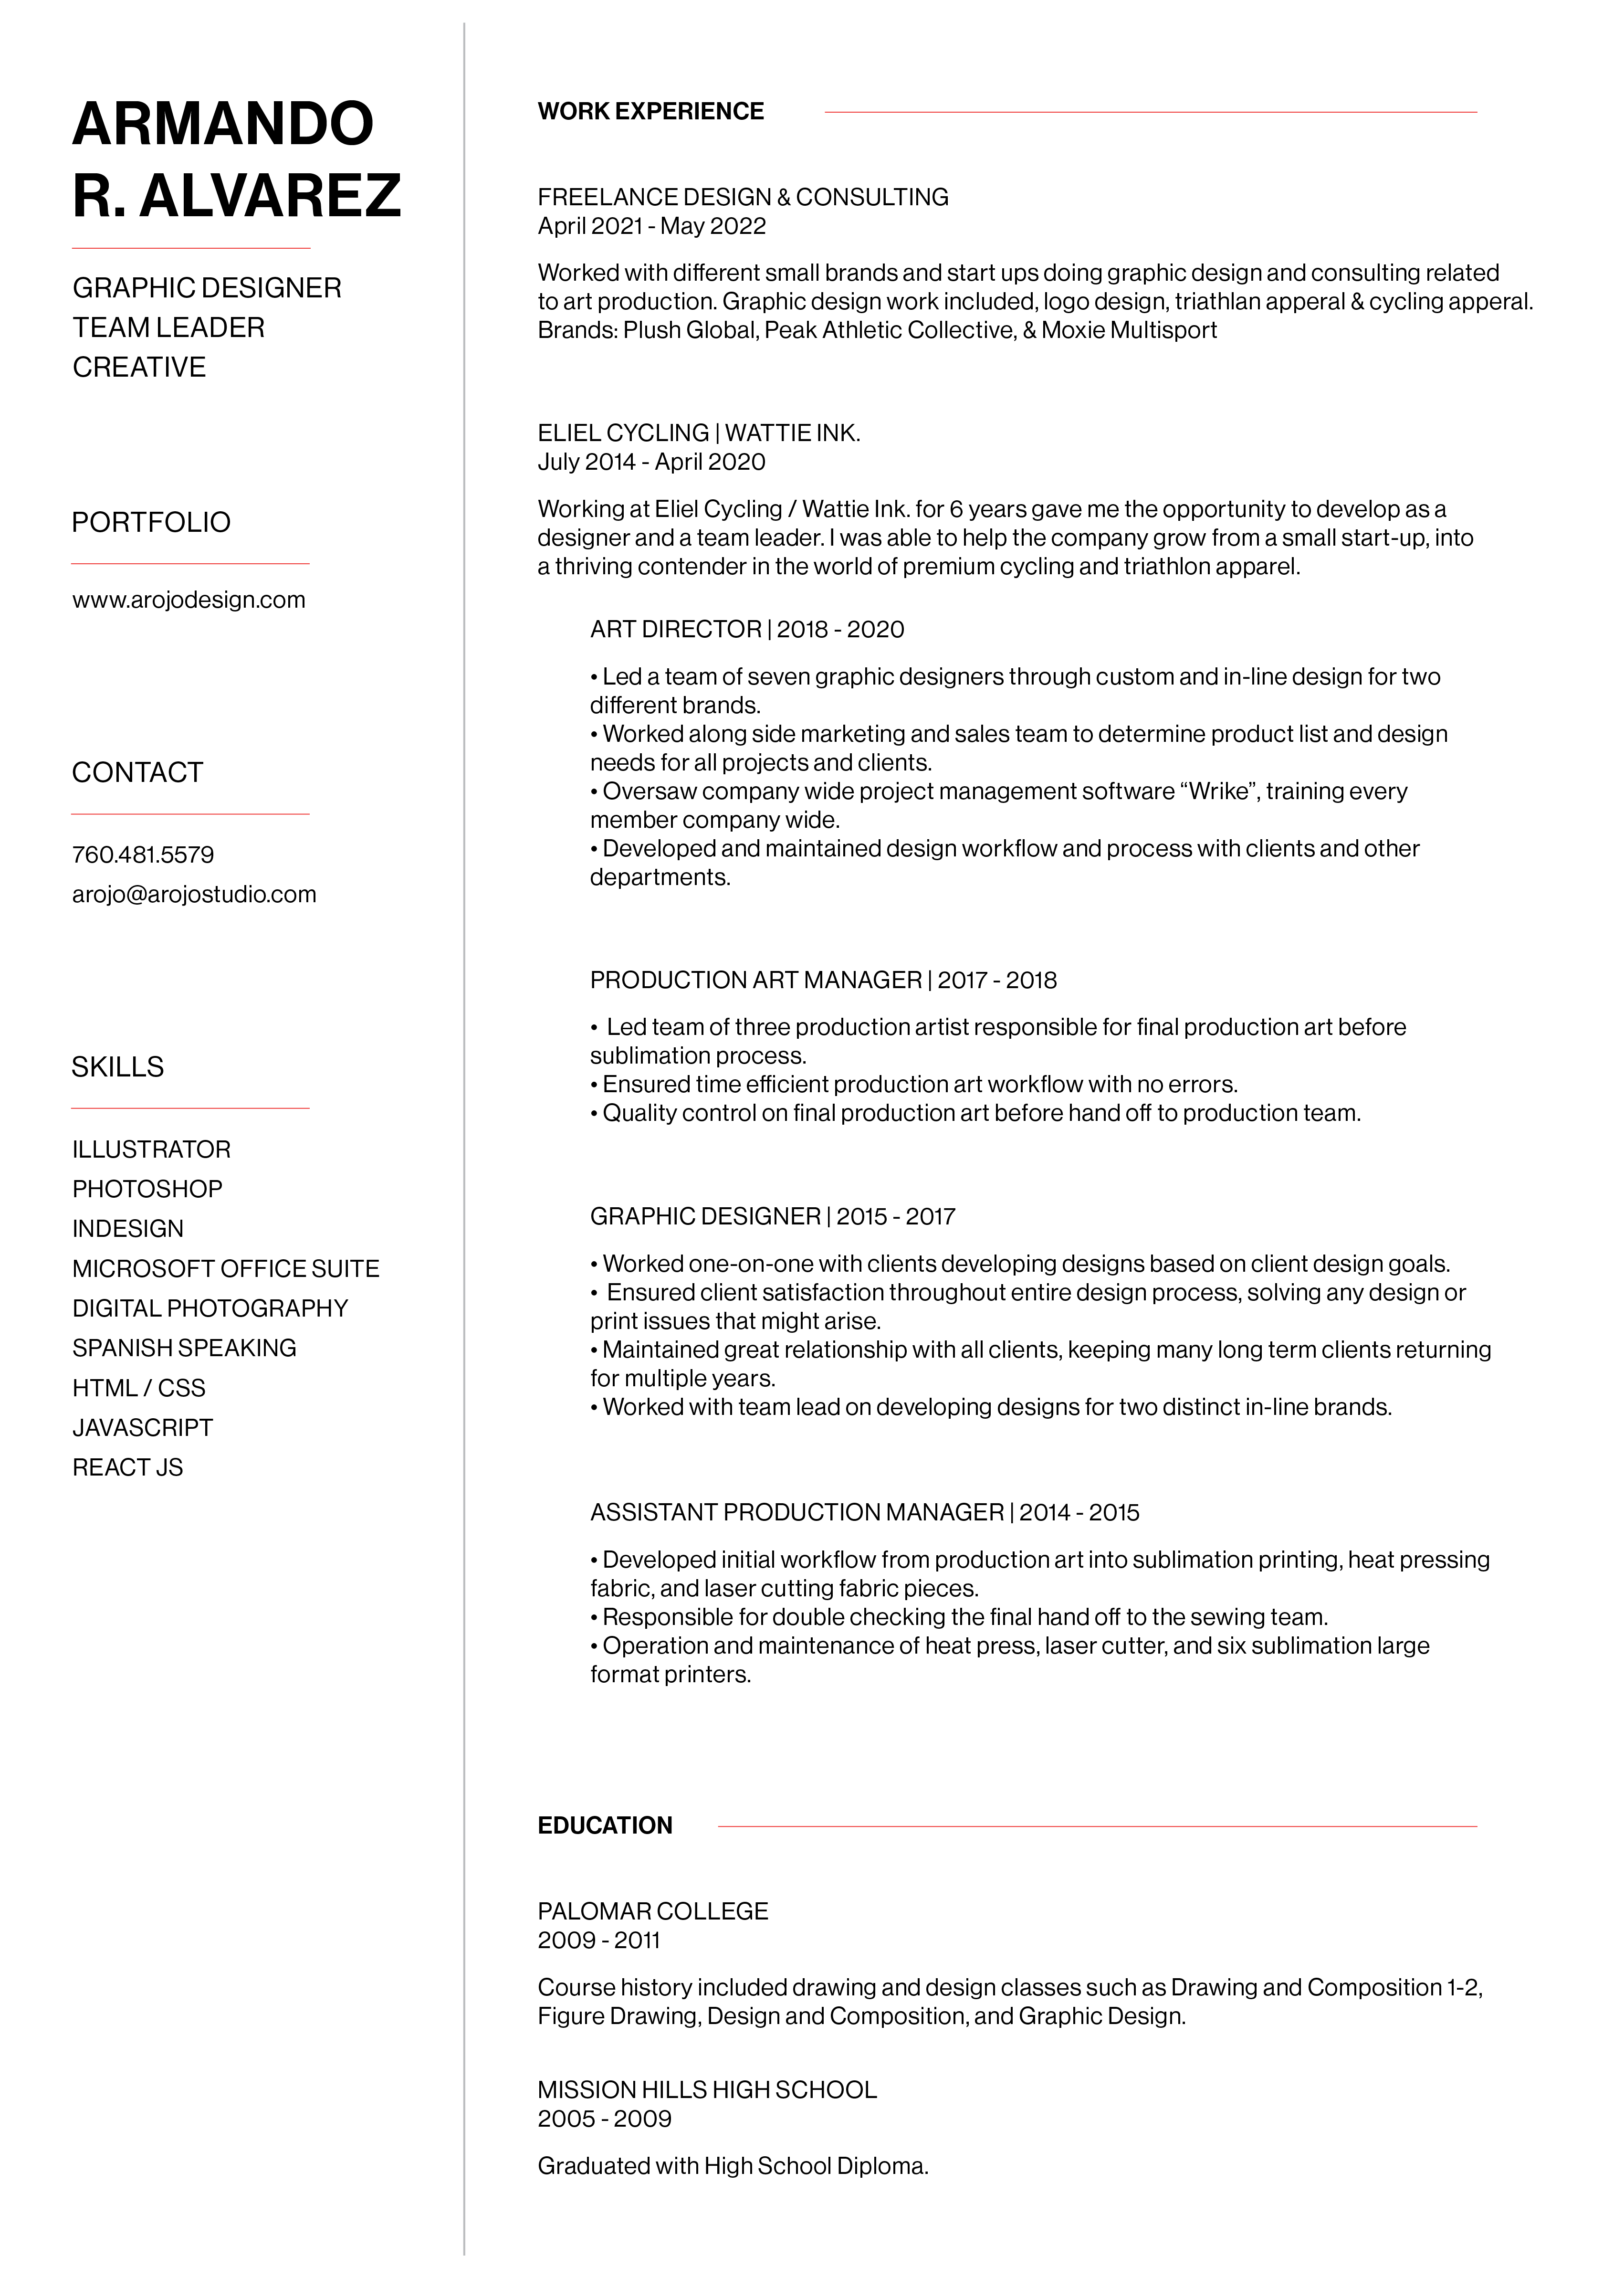 ARMANDO
R. ALVAREZ
GRAPHIC DESIGNER
TEAM LEADER
CREATIVE
PORTFOLIO
www.arojodesign.com
CONTACT
760.481.5579
arojo@arojostudio.com
SKILLS
ILLUSTRATOR
PHOTOSHOP
INDESIGN
MICROSOFT OFFICE SUITE
DIGITAL PHOTOGRAPHY
SPANISH SPEAKING
HTML / CSS
JAVASCRIPT
REACT JS
WORK EXPERIENCE
FREELANCE DESIGN & CONSULTING
April 2021 - May 2022
Worked with different small brands and start ups doing graphic design and consulting related
to art production. Graphic design work included, logo design, triathlan apperal & cycling apperal.
Brands: Plush Global, Peak Athletic Collective, & Moxie Multisport
ELIEL CYCLING | WATTIE INK.
July 2014 - April 2020
Working at Eliel Cycling / Wattie Ink. for 6 years gave me the opportunity to develop as a
designer and a team leader. I was able to help the company grow from a small start-up, into
a thriving contender in the world of premium cycling and triathlon apparel.
ART DIRECTOR | 2018 - 2020
• Led a team of seven graphic designers through custom and in-line design for two
different brands.
• Worked along side marketing and sales team to determine product list and design
needs for all projects and clients.
• Oversaw company wide project management software “Wrike”, training every
member company wide.
• Developed and maintained design workflow and process with clients and other
departments.
PRODUCTION ART MANAGER | 2017 - 2018
• Led team of three production artist responsible for final production art before
sublimation process.
• Ensured time efficient production art workflow with no errors.
• Quality control on final production art before hand off to production team.
GRAPHIC DESIGNER | 2015 - 2017
• Worked one-on-one with clients developing designs based on client design goals.
• Ensured client satisfaction throughout entire design process, solving any design or
print issues that might arise.
• Maintained great relationship with all clients, keeping many long term clients returning
for multiple years.
• Worked with team lead on developing designs for two distinct in-line brands.
ASSISTANT PRODUCTION MANAGER | 2014 - 2015
• Developed initial workflow from production art into sublimation printing, heat pressing
fabric, and laser cutting fabric pieces.
• Responsible for double checking the final hand off to the sewing team.
• Operation and maintenance of heat press, laser cutter, and six sublimation large
format printers.
EDUCATION
PALOMAR COLLEGE
2009 - 2011
Course history included drawing and design classes such as Drawing and Composition 1-2,
Figure Drawing, Design and Composition, and Graphic Design.
MISSION HILLS HIGH SCHOOL
2005 - 2009
Graduated with High School Diploma.